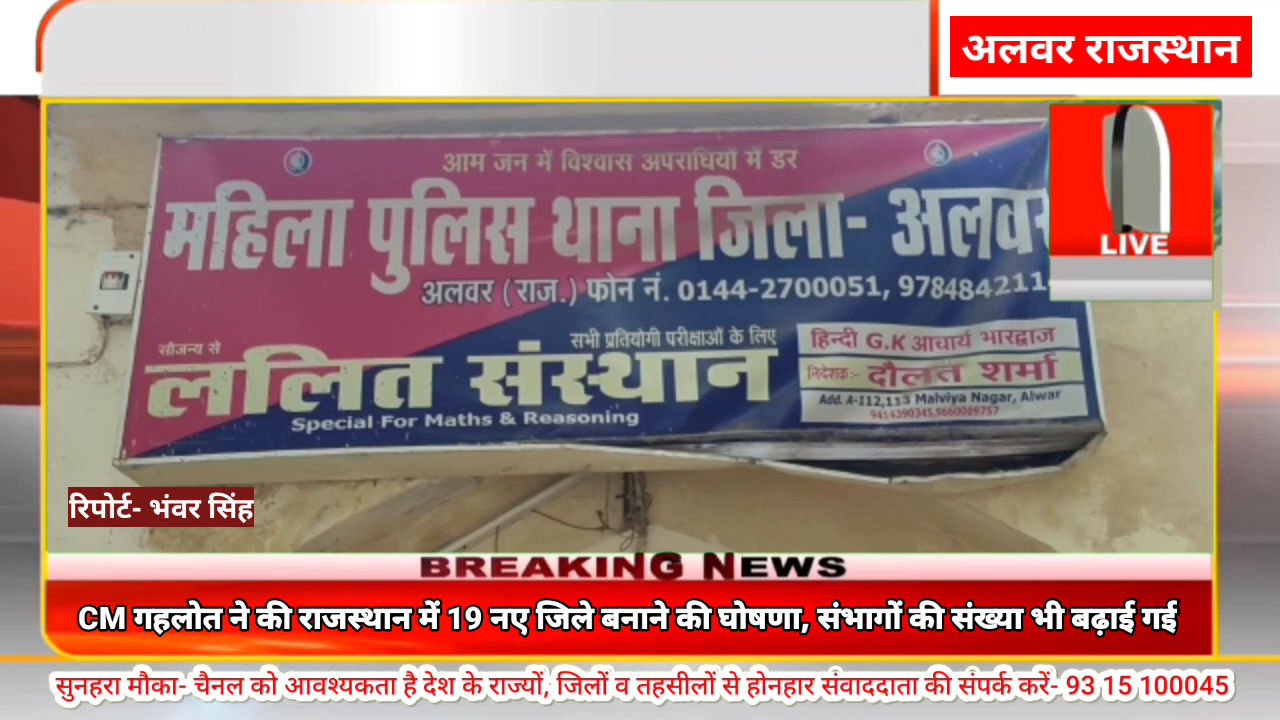 अलवर राजस्थान
आम जन में विश्वास अपराधियों में डर
महिला पुलिस थाना जिला- अलवर
अलवर (राज.) फोन नं. 0144-2700051, 978484211
LIVE
सौजन्य से
सभी प्रतियोगी परीक्षाओं के लिए
ललित संस्थान
Special For Maths & Reasoning
हिन्दी G.K आचार्य भारद्वाज
निदेशक:- दौलत शर्मा
Add. A-112,113 Malviya Nagar, Alwar
9414390345,9660009757
रिपोर्ट- भंवर सिंह
BREAKING NEWS
CM गहलोत ने की राजस्थान में 19 नए जिले बनाने की घोषणा, संभागों की संख्या भी बढ़ाई गई
सुनहरा मौका- चैनल को आवश्यकता है देश के राज्यों, जिलों व तहसीलों से होनहार संवाददाता की संपर्क करें- 93 15 100045